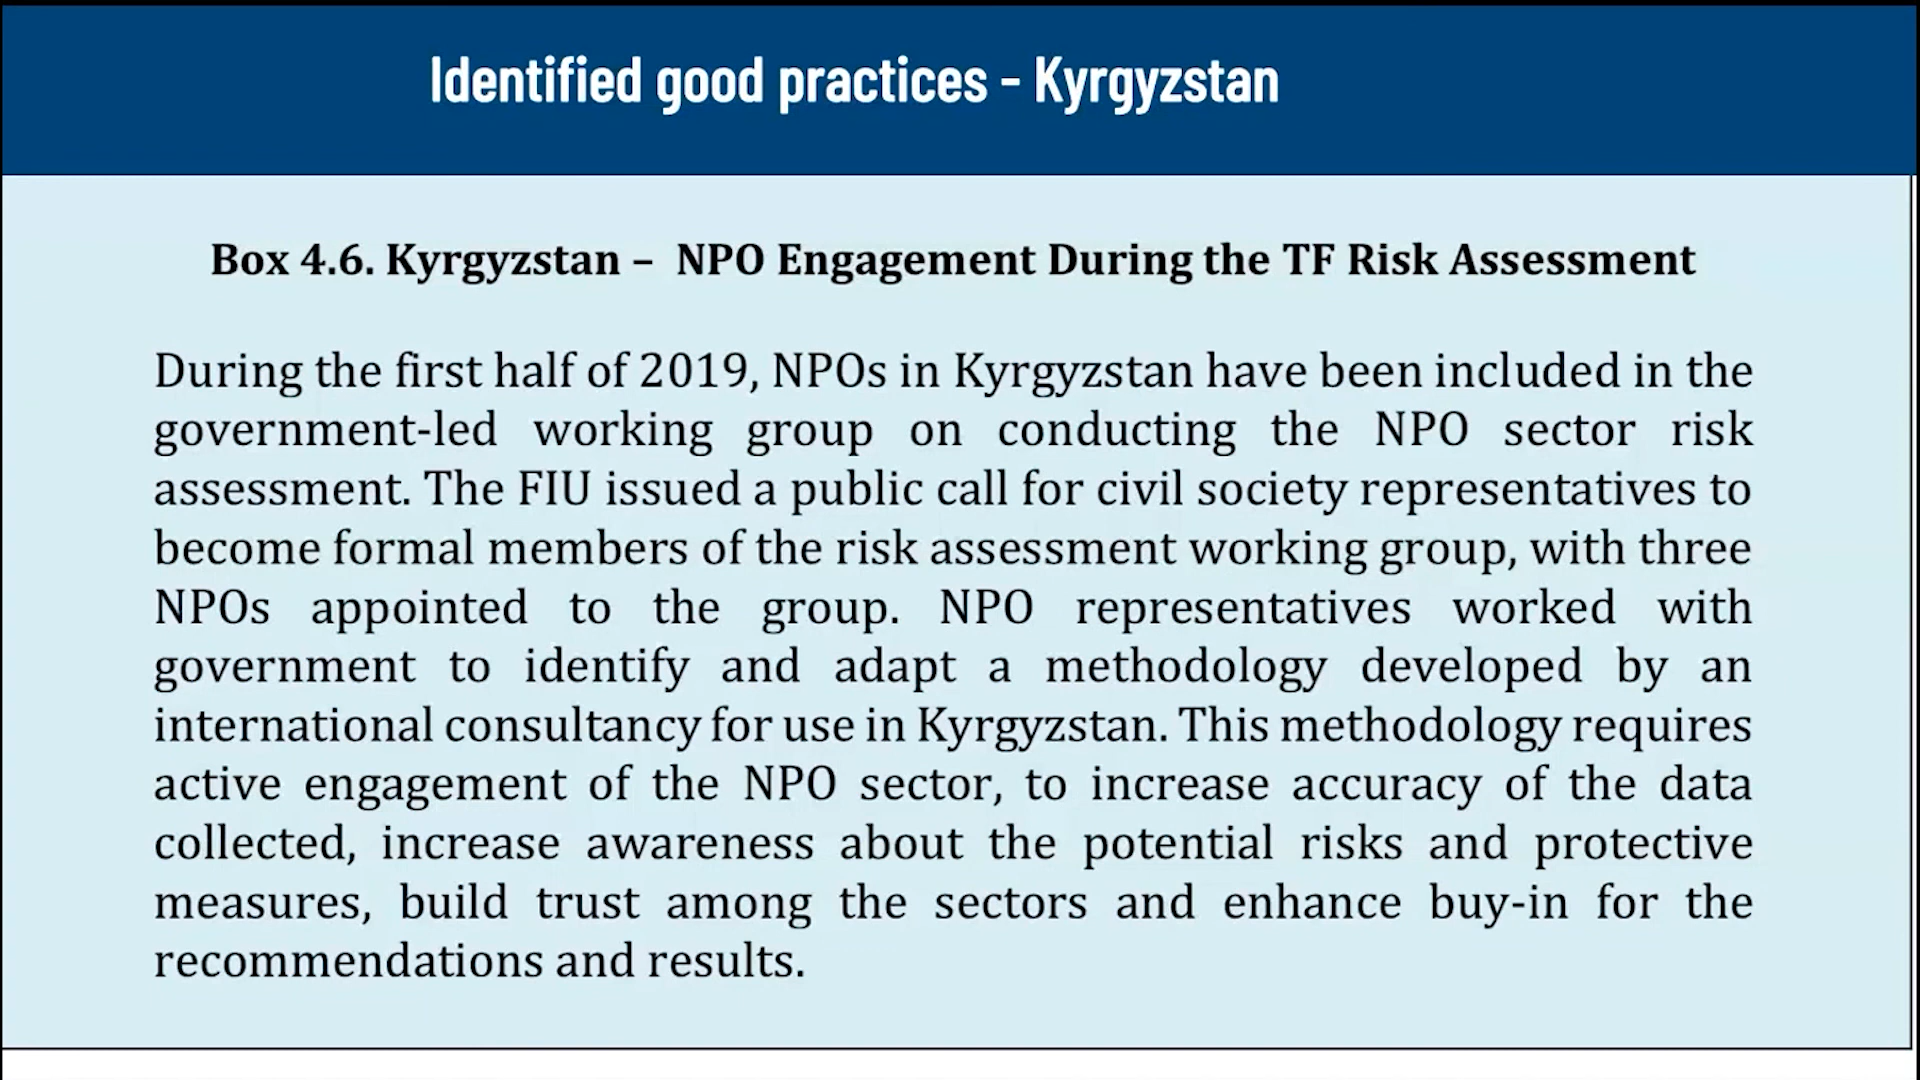 Identified good practices - Kyrgyzstan
Box 4.6. Kyrgyzstan – NPO Engagement During the TF Risk Assessment
During the first half of 2019, NPOs in Kyrgyzstan have been included in the
government-led working group on conducting the NPO sector risk
assessment. The FIU issued a public call for civil society representatives to
become formal members of the risk assessment working group, with three
NPOs appointed to the group. NPO representatives worked with
government to identify and adapt a methodology developed by an
international consultancy for use in Kyrgyzstan. This methodology requires
active engagement of the NPO sector, to increase accuracy of the data
collected, increase awareness about the potential risks and protective
measures, build trust among the sectors and enhance buy-in for the
recommendations and results.